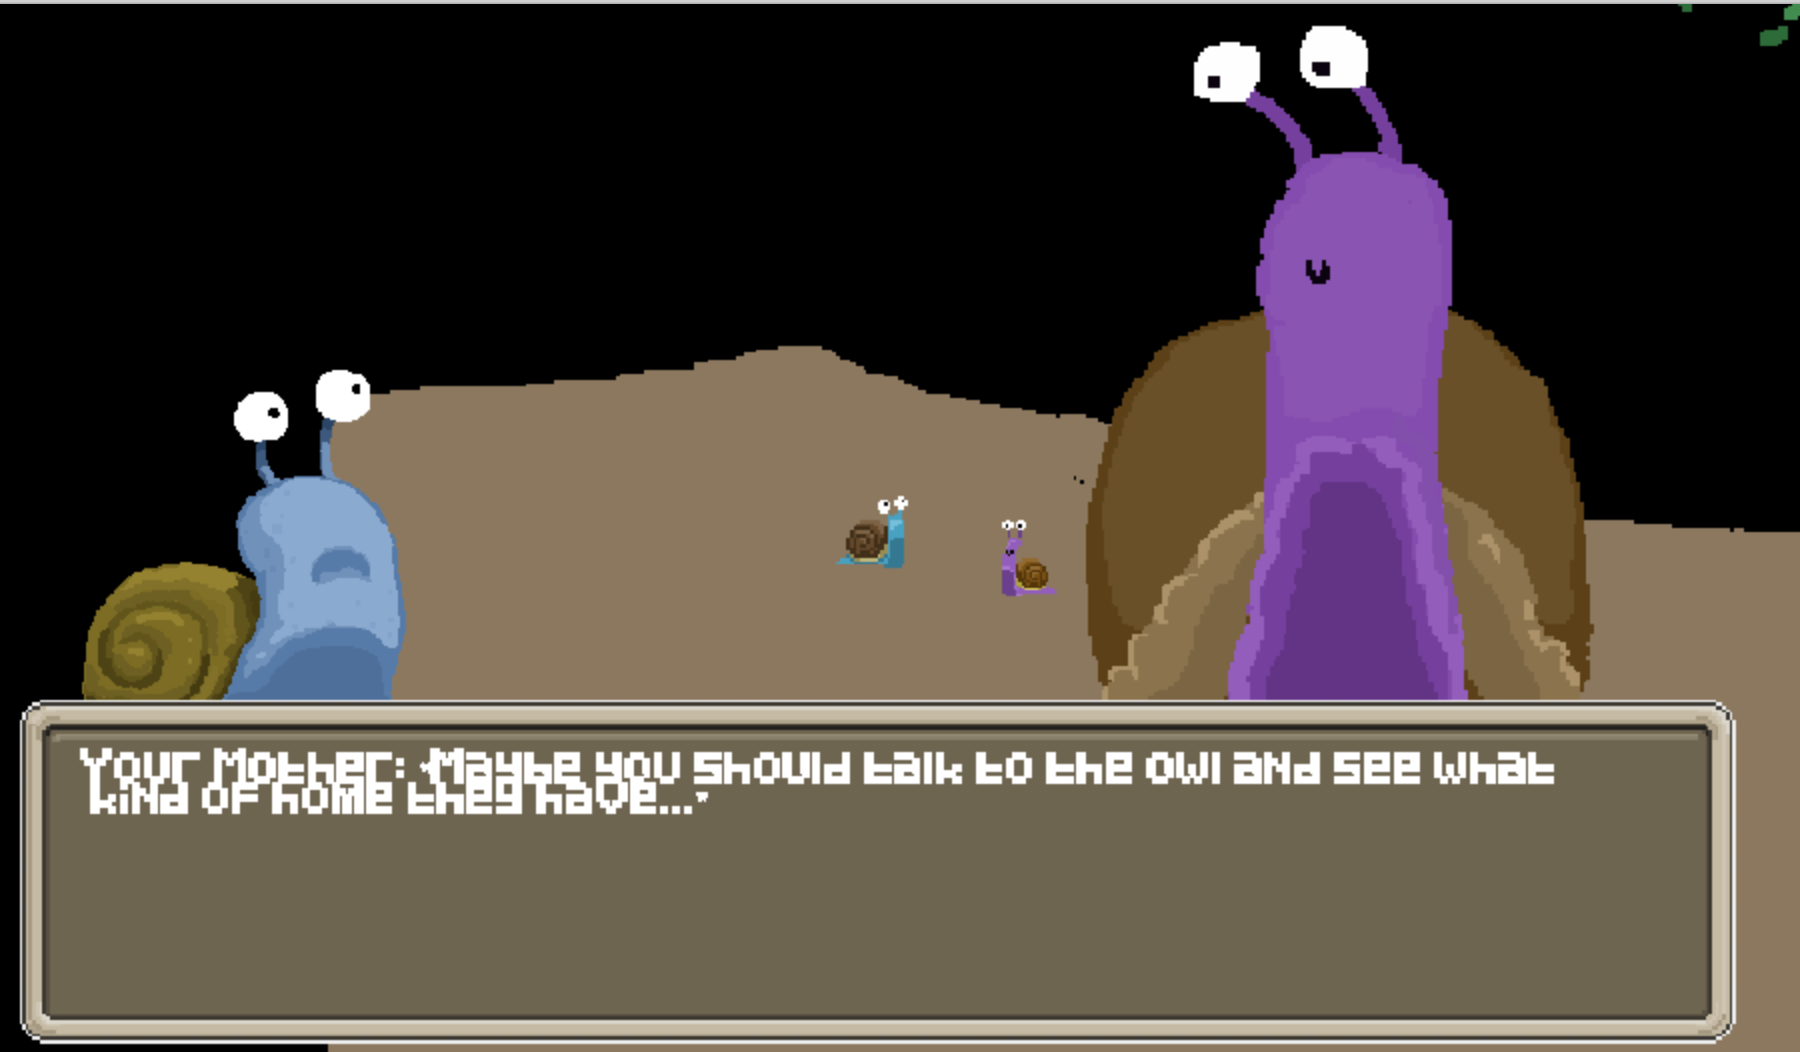 Your Mother: "Maybe you should talk to the owl and see what
kind of home they have..."